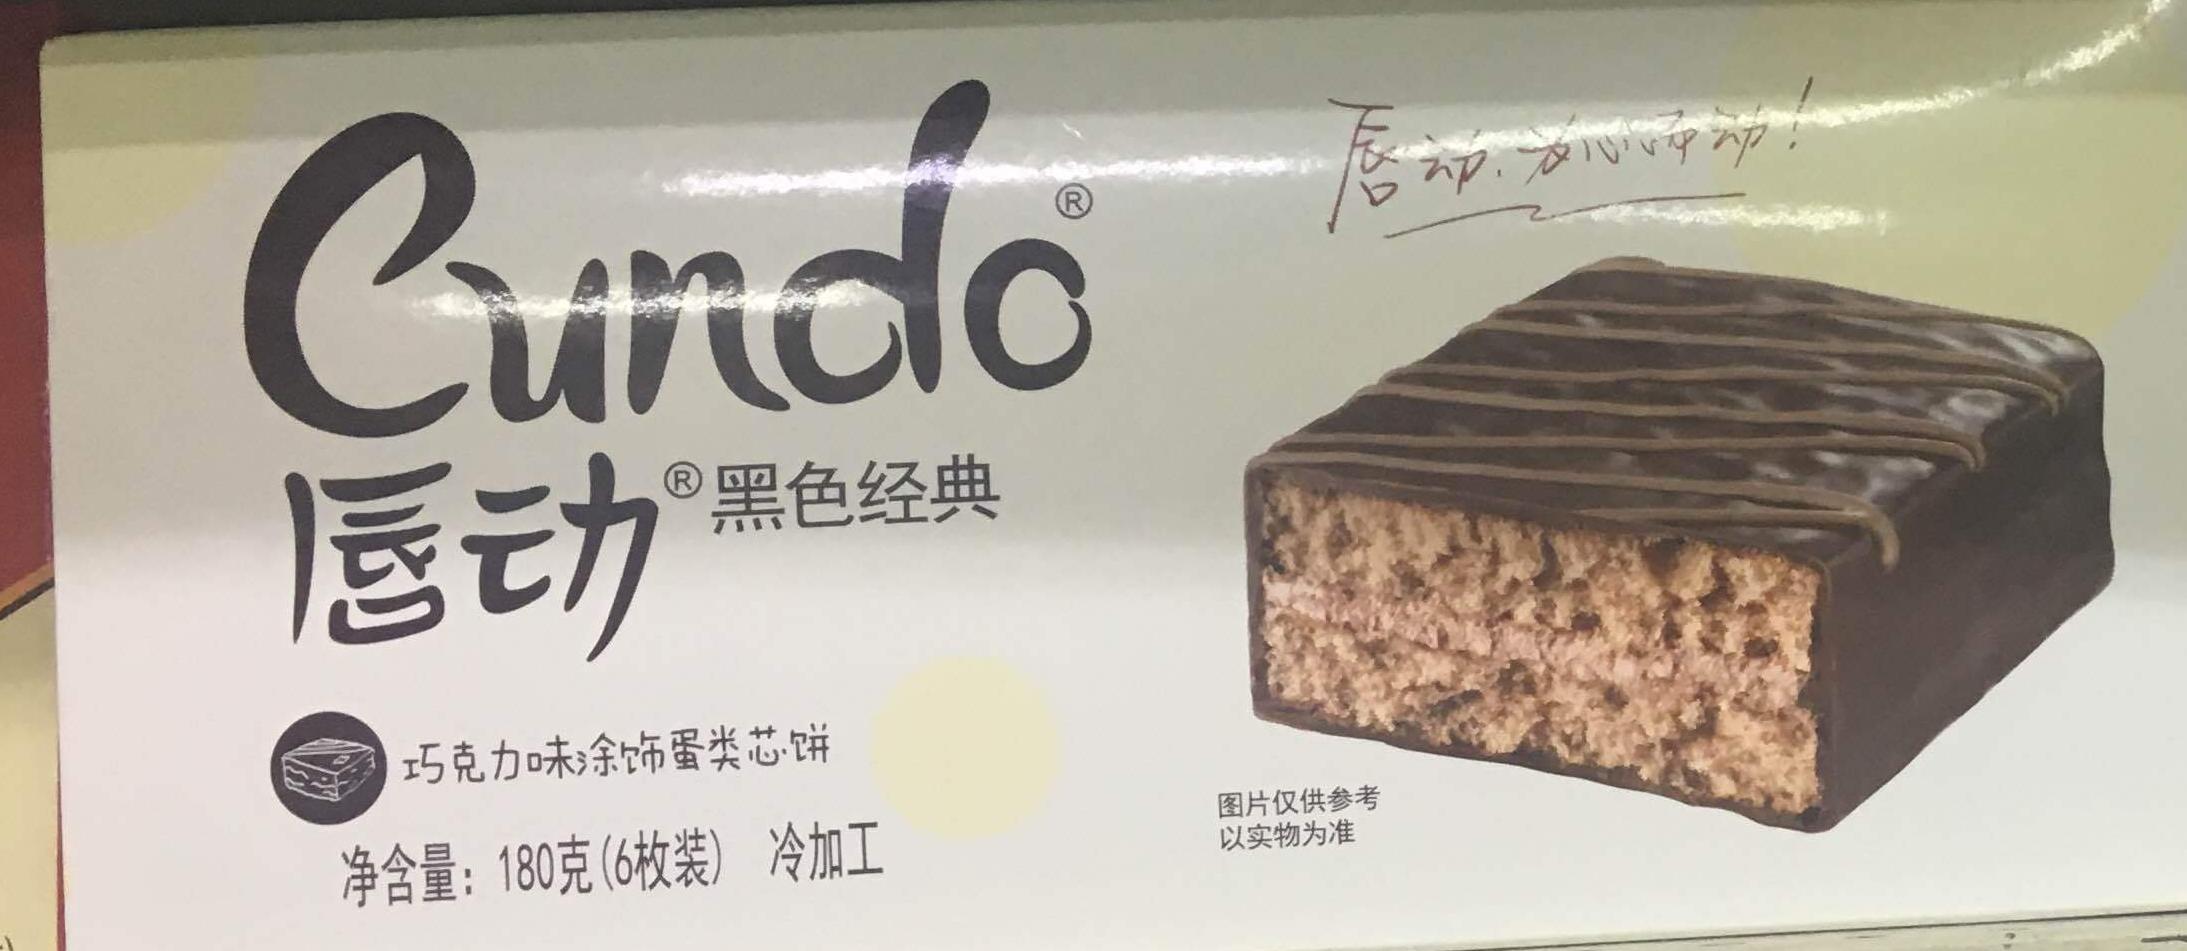 Cundo®
唇动®黑色经典
唇动,为心而动!
巧克力味涂饰蛋类芯饼
净含量：180克(6枚装) 冷加工
图片仅供参考
以实物为准